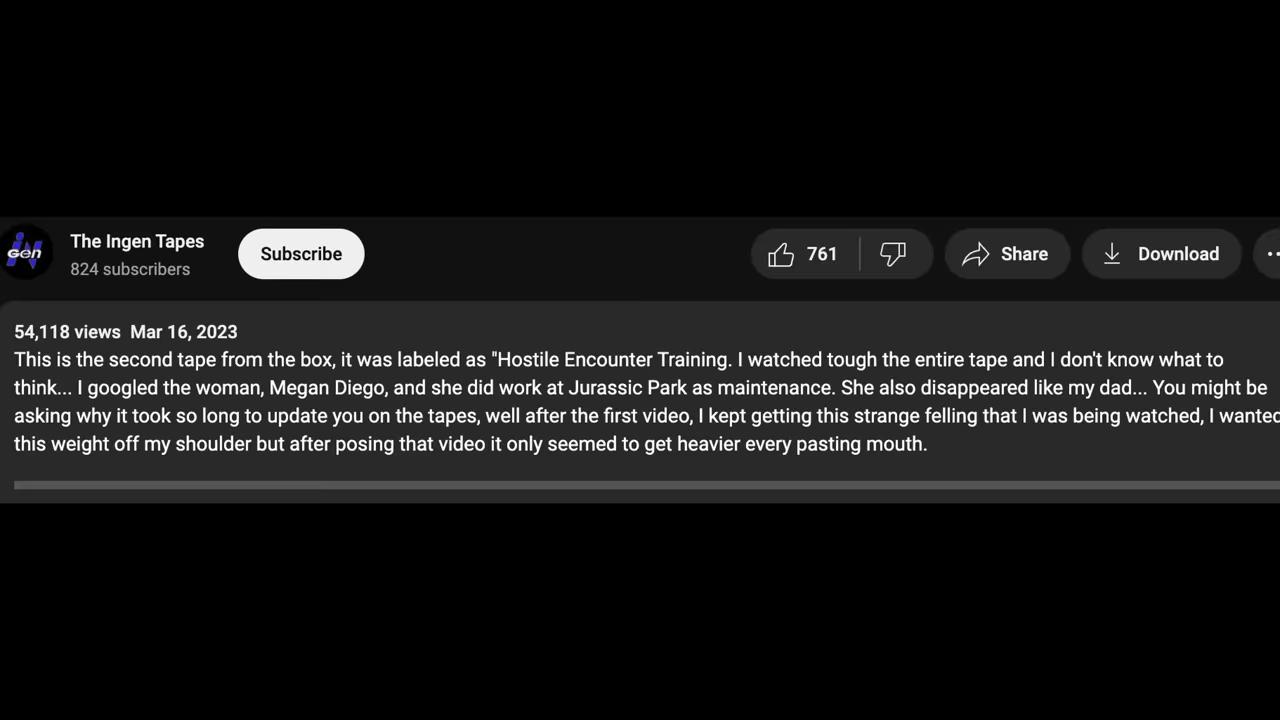 iN
Gen
The Ingen Tapes
824 subscribers
Subscribe
761
Share
Download
54,118 views Mar 16, 2023
This is the second tape from the box, it was labeled as "Hostile Encounter Training. I watched tough the entire tape and I don't know what to
think... I googled the woman, Megan Diego, and she did work at Jurassic Park as maintenance. She also disappeared like my dad... You might be
asking why it took so long to update you on the tapes, well after the first video, I kept getting this strange felling that I was being watched, I wanted
this weight off my shoulder but after posing that video it only seemed to get heavier every pasting mouth.